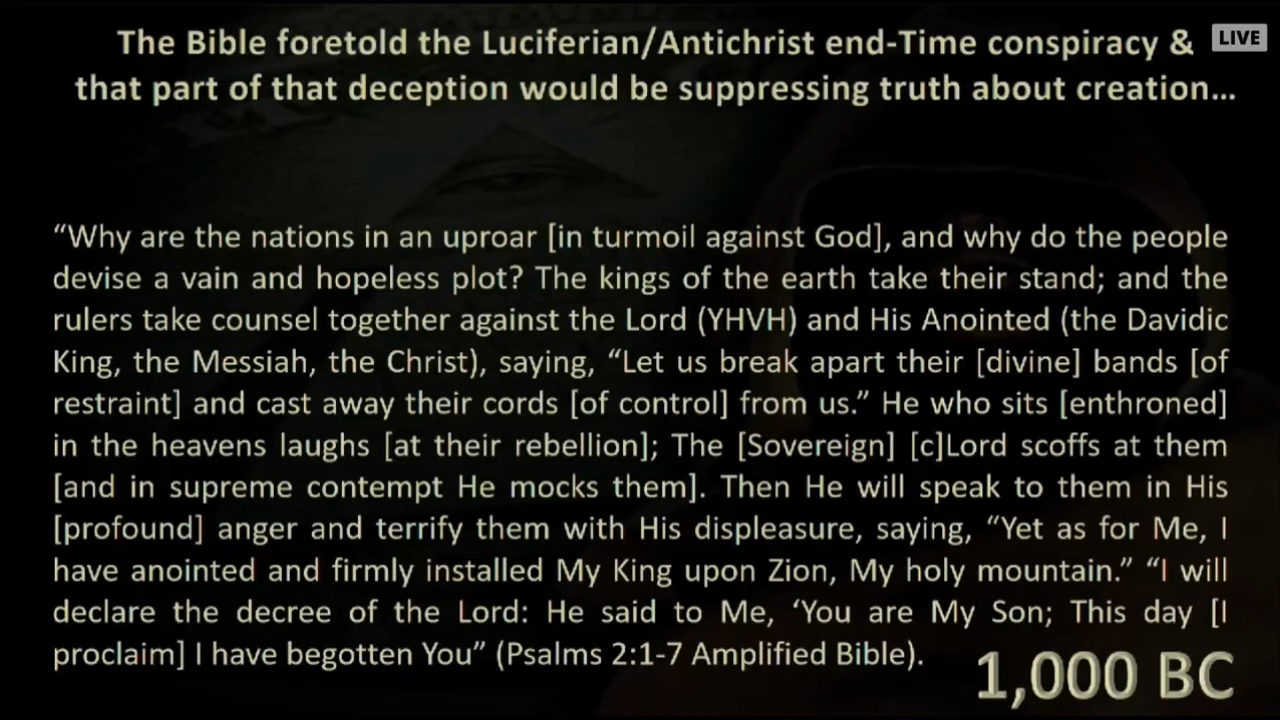 The Bible foretold the Luciferian/Antichrist end-Time conspiracy &
LIVE
that part of that deception would be suppressing truth about creation...
“Why are the nations in an uproar [in turmoil against God], and why do the people
devise a vain and hopeless plot? The kings of the earth take their stand; and the
rulers take counsel together against the Lord (YHVH) and His Anointed (the Davidic
King, the Messiah, the Christ), saying, “Let us break apart their [divine] bands [of
restraint] and cast away their cords [of control] from us.” He who sits [enthroned]
in the heavens laughs [at their rebellion]; The [Sovereign] [c]Lord scoffs at them
[and in supreme contempt He mocks them]. Then He will speak to them in His
[profound] anger and terrify them with His displeasure, saying, “Yet as for Me, I
have anointed and firmly installed My King upon Zion, My holy mountain.” “I will
declare the decree of the Lord: He said to Me, ‘You are My Son; This day [I
proclaim] I have begotten You” (Psalms 2:1-7 Amplified Bible).
1,000 BC